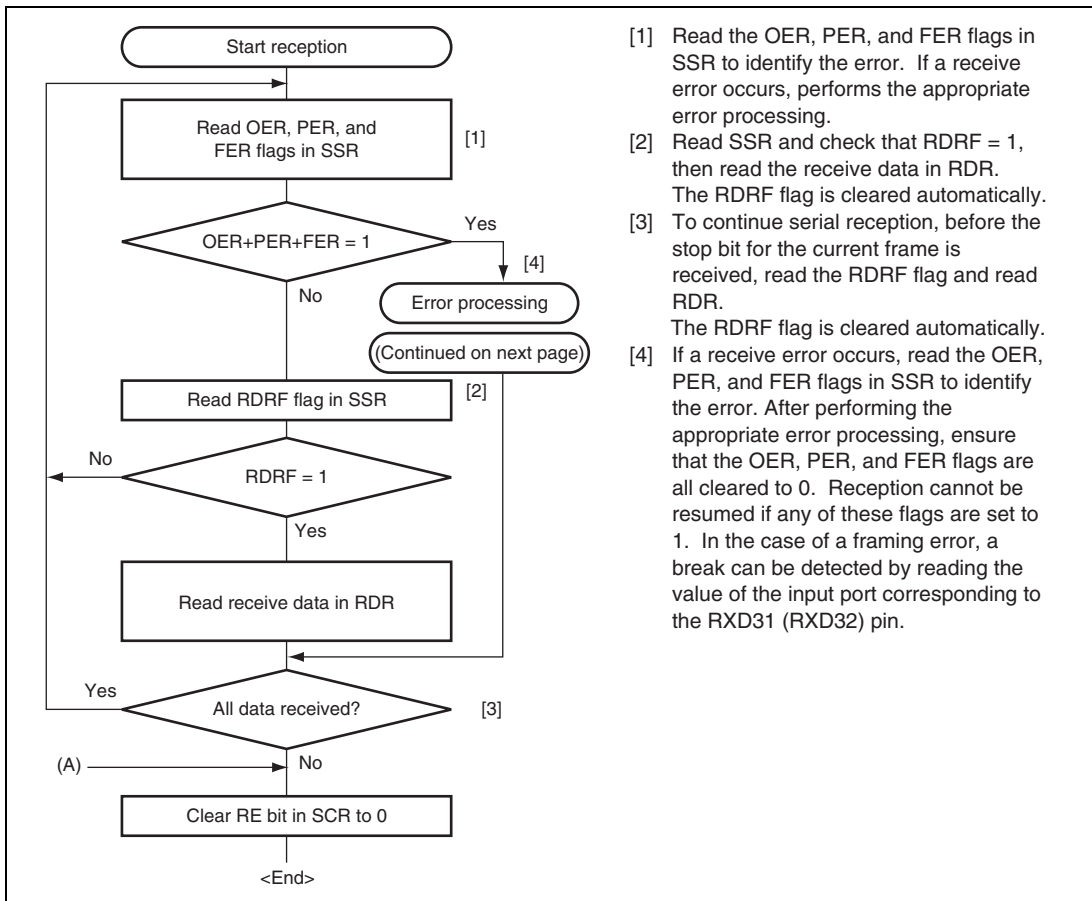 Start reception
Read OER, PER, and
FER flags in SSR
[1]
OER+PER+FER = 1
Yes
[4]
No
Error processing
(Continued on next page)
Read RDRF flag in SSR
[2]
No
RDRF = 1
Yes
Read receive data in RDR
Yes
All data received?
[3]
(A)
No
Clear RE bit in SCR to 0
<End>
[1] Read the OER, PER, and FER flags in
SSR to identify the error. If a receive
error occurs, performs the appropriate
error processing.
[2] Read SSR and check that RDRF = 1,
then read the receive data in RDR.
The RDRF flag is cleared automatically.
[3] To continue serial reception, before the
stop bit for the current frame is
received, read the RDRF flag and read
RDR.
The RDRF flag is cleared automatically.
[4] If a receive error occurs, read the OER,
PER, and FER flags in SSR to identify
the error. After performing the
appropriate error processing, ensure
that the OER, PER, and FER flags are
all cleared to 0. Reception cannot be
resumed if any of these flags are set to
1. In the case of a framing error, a
break can be detected by reading the
value of the input port corresponding to
the RXD31 (RXD32) pin.